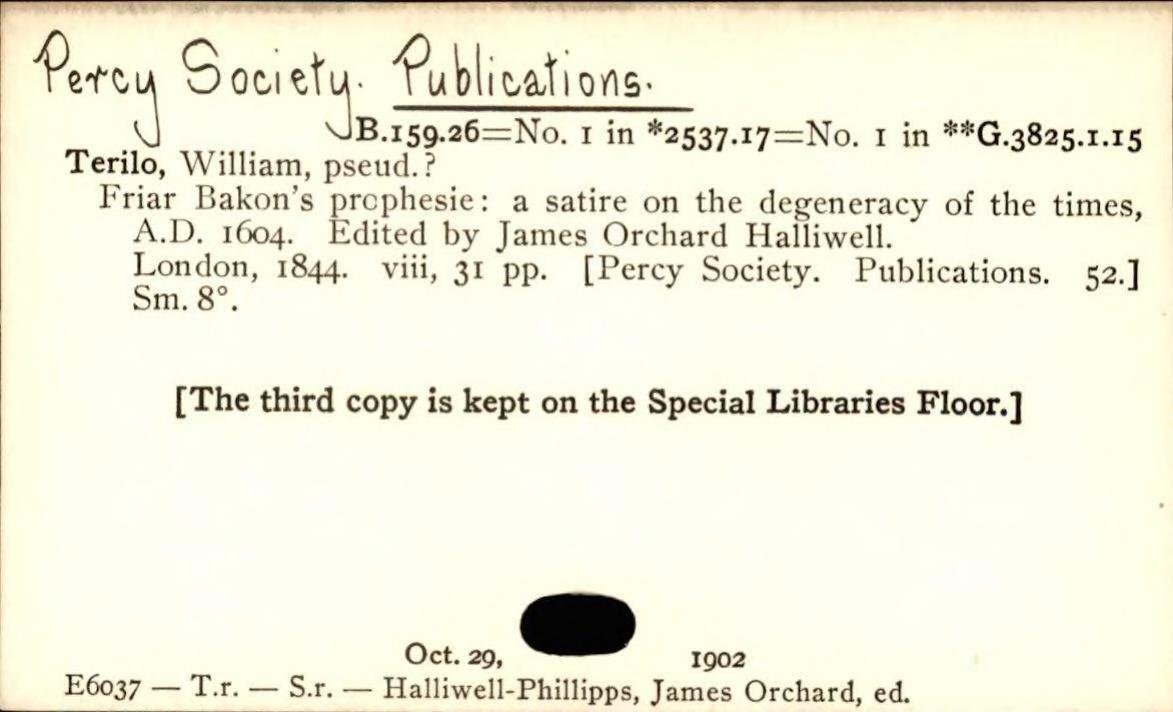 Percy Society. Publications.
B.159.26=No. 1 in *2537.17=No. 1 in **G.3825.1.15
Terilo, William, pseud.?
Friar Bakon's prophesie: a satire on the degeneracy of the times,
A.D. 1604. Edited by James Orchard Halliwell.
London, 1844. viii, 31 pp. [Percy Society. Publications. 52.]
Sm. 8°.
[The third copy is kept on the Special Libraries Floor.]
Oct. 29, 1902
E6037 — T.r. — S.r. — Halliwell-Phillipps, James Orchard, ed.